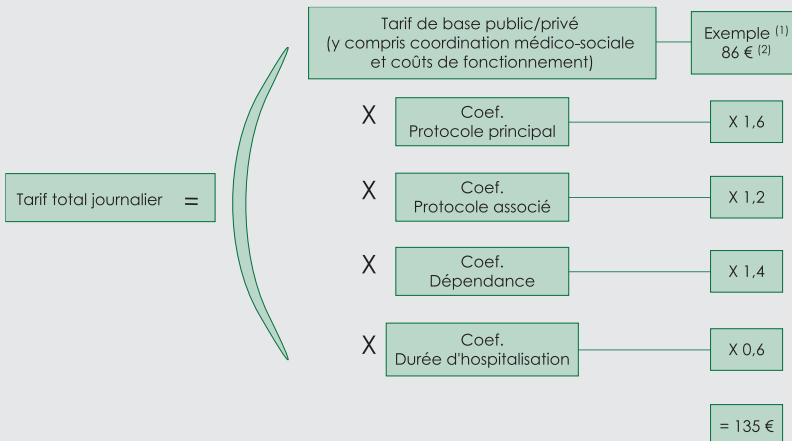 Tarif de base public/privé
(y compris coordination médico-sociale
et coûts de fonctionnement)
Exemple (1)
86 € (2)
X
Coef.
Protocole principal
X 1,6
Tarif total journalier =
X
Coef.
Protocole associé
X 1,2
X
Coef.
Dépendance
X 1,4
X
Coef.
Durée d'hospitalisation
X 0,6
= 135 €